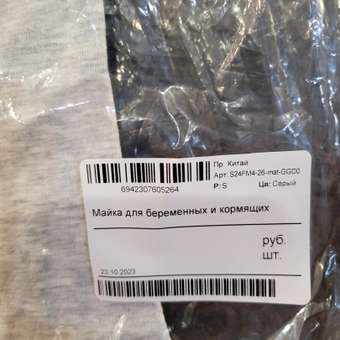 Пр. Китай
Арт. S24FM4-26-mat-GGD0
6942307605264
Р: S Цв: Серый
Майка для беременных и кормящих
руб.
шт.
23.10.2023